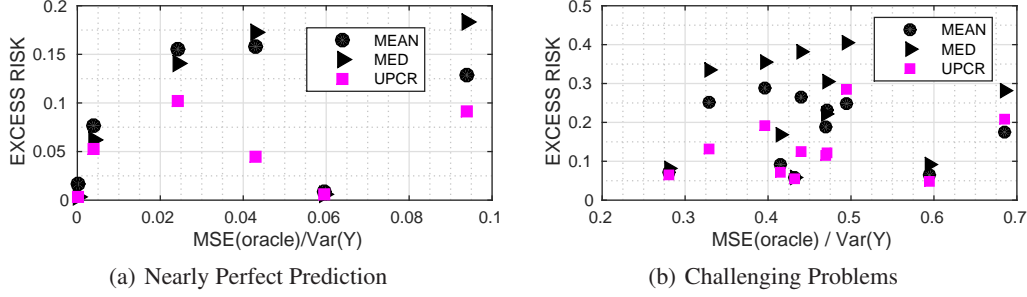 EXCESS RISK
0.15
0.1
0.05
0
0
0.02
0.04
0.06
0.08
0.1
MEAN
MED
UPCR
MSE(oracle)/Var(Y)
(a) Nearly Perfect Prediction
EXCESS RISK
0.5
0.4
0.3
0.2
0.1
0
0.2
0.3
0.4
0.5
0.6
0.7
MEAN
MED
UPCR
MSE(oracle) / Var(Y)
(b) Challenging Problems